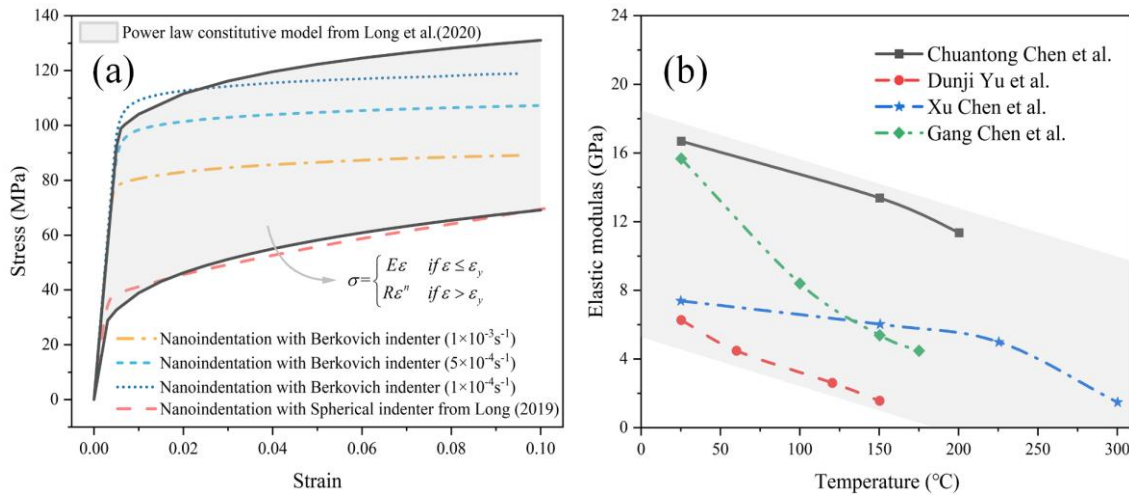 Power law constitutive model from Long et al.(2020)
(a)
σ= { Eε if ε ≤ ε_y
Rε^n if ε > ε_y
Nanoindentation with Berkovich indenter (1×10⁻³s⁻¹)
Nanoindentation with Berkovich indenter (5×10⁻⁴s⁻¹)
Nanoindentation with Berkovich indenter (1×10⁻⁴s⁻¹)
Nanoindentation with Spherical indenter from Long (2019)
Stress (MPa)
140
120
100
80
60
40
20
0
0.00
0.02
0.04
0.06
0.08
0.10
Strain
(b)
Chuantong Chen et al.
Dunji Yu et al.
Xu Chen et al.
Gang Chen et al.
Elastic modulas (GPa)
24
20
16
12
8
4
0
0
50
100
150
200
250
300
Temperature (℃)